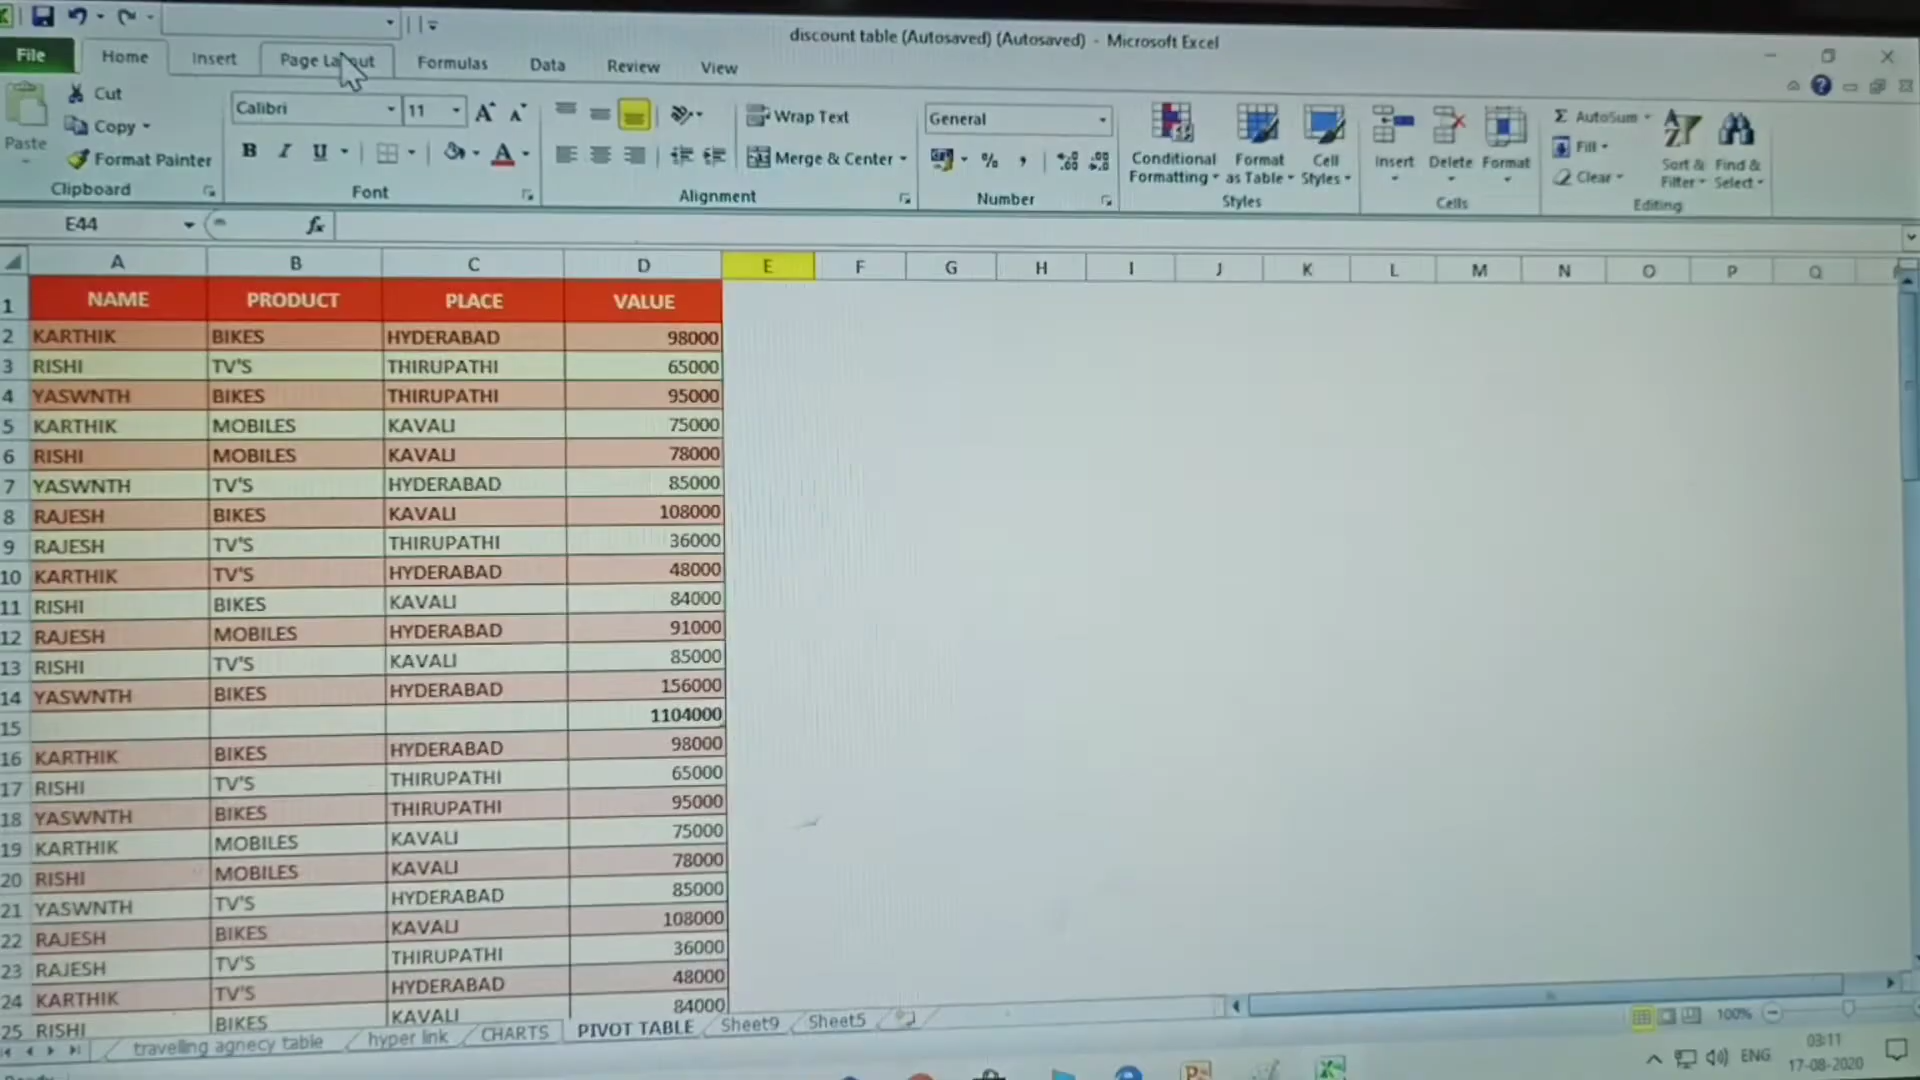 discount table (Autosaved) (Autosaved) - Microsoft Excel
File Home Insert Page Layout Formulas Data Review View
Paste Cut Copy Format Painter Clipboard
Calibri 11 B I U A Font
Wrap Text Merge & Center Alignment
General % , Number
Conditional Formatting Format as Table Cell Styles Styles
Insert Delete Format Cells
Σ AutoSum Fill Clear Sort & Filter Find & Select Editing
E44 fx
A B C D E F G H I J K L M N O P Q
1 NAME PRODUCT PLACE VALUE
2 KARTHIK BIKES HYDERABAD 98000
3 RISHI TV'S THIRUPATHI 65000
4 YASWNTH BIKES THIRUPATHI 95000
5 KARTHIK MOBILES KAVALI 75000
6 RISHI MOBILES KAVALI 78000
7 YASWNTH TV'S HYDERABAD 85000
8 RAJESH BIKES KAVALI 108000
9 RAJESH TV'S THIRUPATHI 36000
10 KARTHIK TV'S HYDERABAD 48000
11 RISHI BIKES KAVALI 84000
12 RAJESH MOBILES HYDERABAD 91000
13 RISHI TV'S KAVALI 85000
14 YASWNTH BIKES HYDERABAD 156000
15 1104000
16 KARTHIK BIKES HYDERABAD 98000
17 RISHI TV'S THIRUPATHI 65000
18 YASWNTH BIKES THIRUPATHI 95000
19 KARTHIK MOBILES KAVALI 75000
20 RISHI MOBILES KAVALI 78000
21 YASWNTH TV'S HYDERABAD 85000
22 RAJESH BIKES KAVALI 108000
23 RAJESH TV'S THIRUPATHI 36000
24 KARTHIK TV'S HYDERABAD 48000
25 RISHI BIKES KAVALI 84000
travelling agnecy table hyper link CHARTS PIVOT TABLE Sheet9 Sheet5
100%
ENG 03:11
17-08-2020